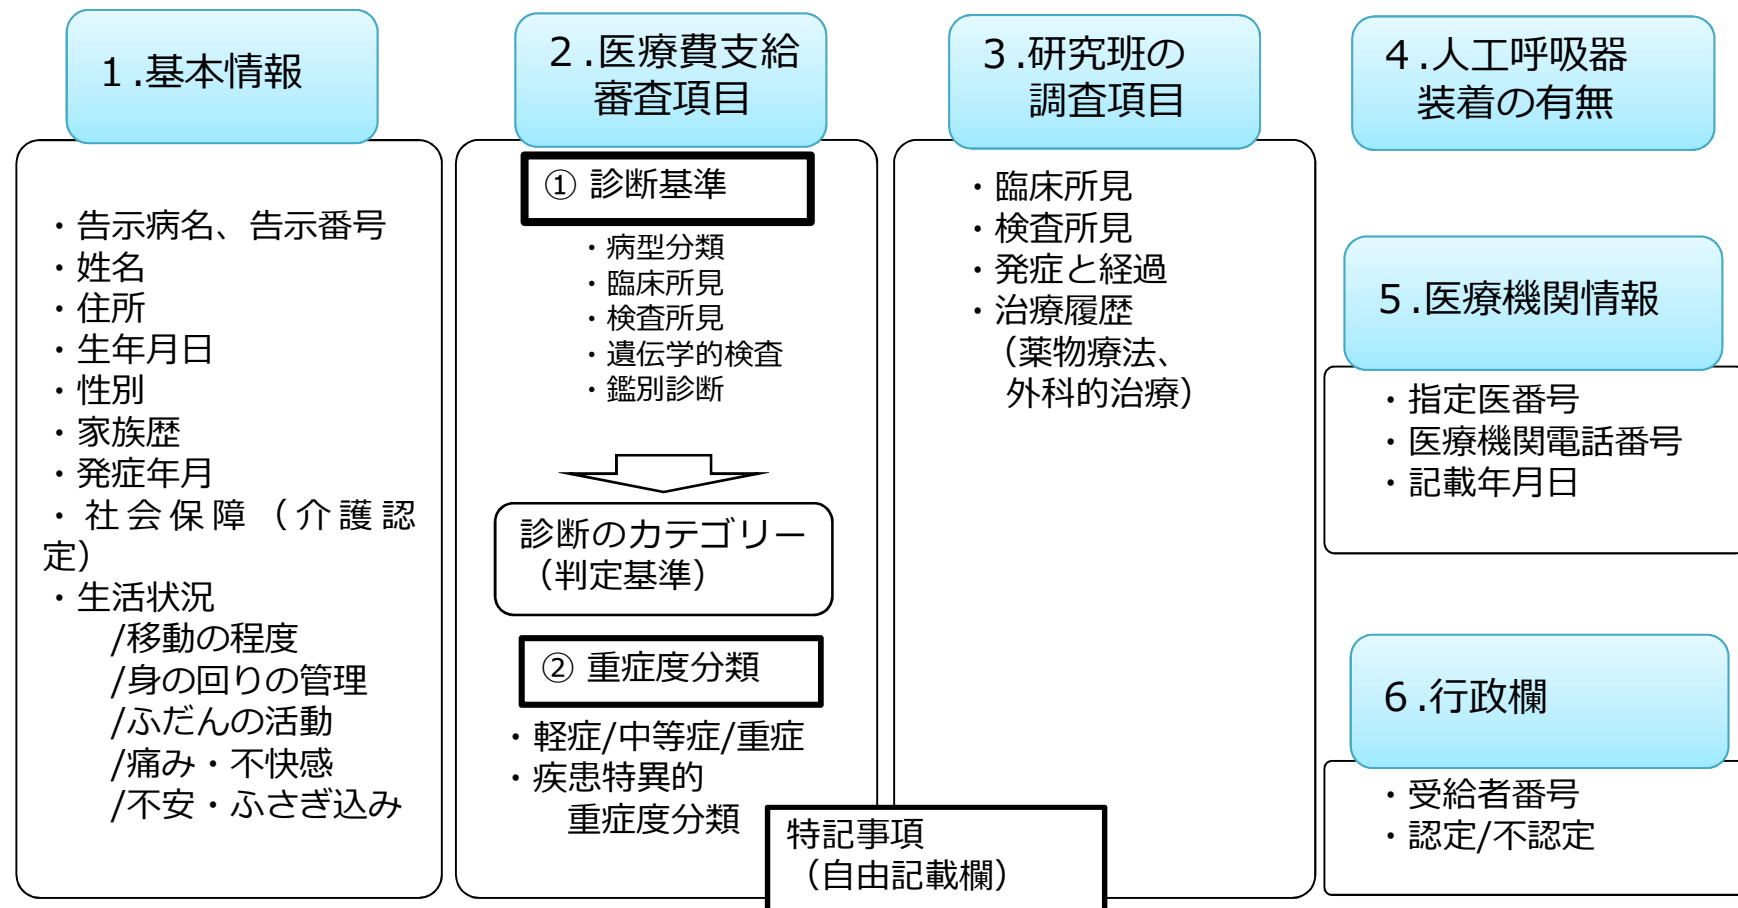 １.基本情報
・告示病名、告示番号
・姓名
・住所
・生年月日
・性別
・家族歴
・発症年月
・社会保障（介護認
定）
・生活状況
/移動の程度
/身の回りの管理
/ふだんの活動
/痛み・不快感
/不安・ふさぎ込み
２.医療費支給
審査項目
① 診断基準
・病型分類
・臨床所見
・検査所見
・遺伝学的検査
・鑑別診断
診断のカテゴリー
（判定基準）
② 重症度分類
・軽症/中等症/重症
・疾患特異的
重症度分類
特記事項
（自由記載欄）
３.研究班の
調査項目
・臨床所見
・検査所見
・発症と経過
・治療履歴
（薬物療法、
外科的治療）
４.人工呼吸器
装着の有無
５.医療機関情報
・指定医番号
・医療機関電話番号
・記載年月日
６.行政欄
・受給者番号
・認定/不認定